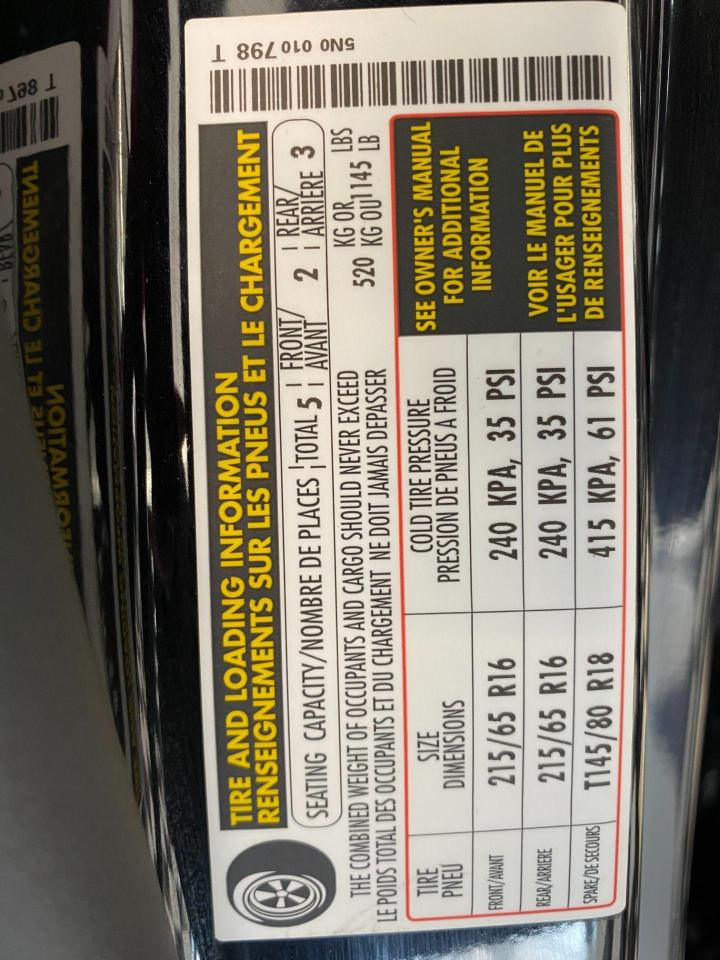 5N0 010 798 T
TIRE AND LOADING INFORMATION
RENSEIGNEMENTS SUR LES PNEUS ET LE CHARGEMENT
SEATING CAPACITY/NOMBRE DE PLACES TOTAL 5 FRONT/AVANT 2 REAR/ARRIÈRE 3
THE COMBINED WEIGHT OF OCCUPANTS AND CARGO SHOULD NEVER EXCEED 520 KG OR 1145 LBS
LE POIDS TOTAL DES OCCUPANTS ET DU CHARGEMENT NE DOIT JAMAIS DEPASSER KG OU LB
TIRE PNEU
SIZE DIMENSIONS
COLD TIRE PRESSURE
PRESSION DE PNEUS A FROID
FRONT/AVANT 215/65 R16 240 KPA, 35 PSI
REAR/ARRIERE 215/65 R16 240 KPA, 35 PSI
SPARE/DE SECOURS T145/80 R18 415 KPA, 61 PSI
SEE OWNER'S MANUAL
FOR ADDITIONAL
INFORMATION
VOIR LE MANUEL DE
L'USAGER POUR PLUS
DE RENSEIGNEMENTS